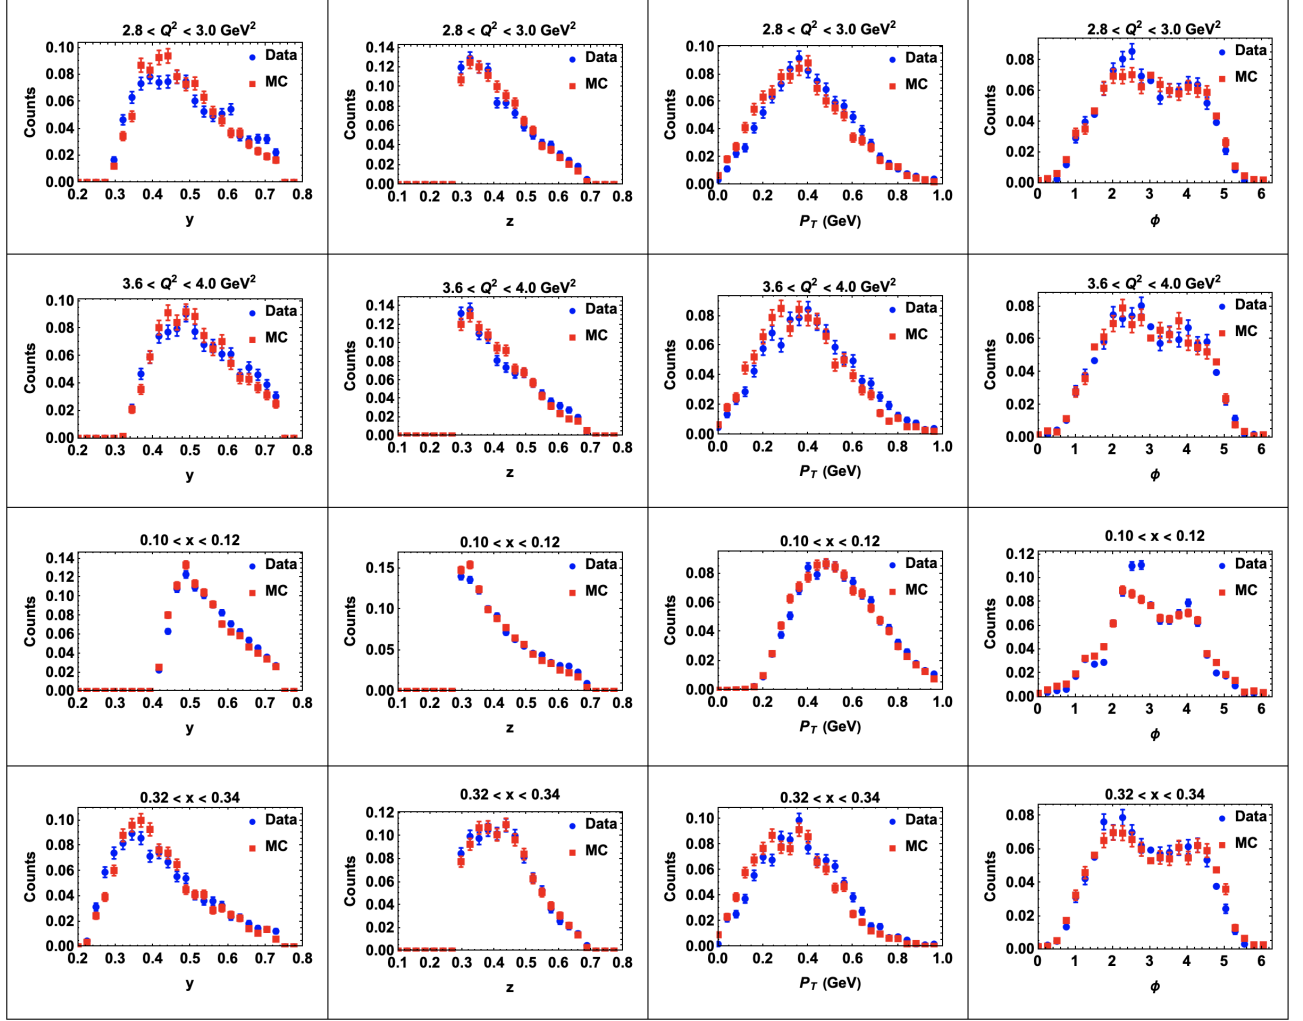 2.8 < Q² < 3.0 GeV²
Counts
0.10
0.08
0.06
0.04
0.02
0.00
Data
MC
0.2 0.3 0.4 0.5 0.6 0.7 0.8
y
2.8 < Q² < 3.0 GeV²
Counts
0.14
0.12
0.10
0.08
0.06
0.04
0.02
0.00
Data
MC
0.1 0.2 0.3 0.4 0.5 0.6 0.7 0.8
z
2.8 < Q² < 3.0 GeV²
Counts
0.10
0.08
0.06
0.04
0.02
0.00
Data
MC
0.0 0.2 0.4 0.6 0.8 1.0
P_T (GeV)
2.8 < Q² < 3.0 GeV²
Counts
0.08
0.06
0.04
0.02
0.00
Data
MC
0 1 2 3 4 5 6
ϕ
3.6 < Q² < 4.0 GeV²
Counts
0.10
0.08
0.06
0.04
0.02
0.00
Data
MC
0.2 0.3 0.4 0.5 0.6 0.7 0.8
y
3.6 < Q² < 4.0 GeV²
Counts
0.14
0.12
0.10
0.08
0.06
0.04
0.02
0.00
Data
MC
0.1 0.2 0.3 0.4 0.5 0.6 0.7 0.8
z
3.6 < Q² < 4.0 GeV²
Counts
0.08
0.06
0.04
0.02
0.00
Data
MC
0.0 0.2 0.4 0.6 0.8 1.0
P_T (GeV)
3.6 < Q² < 4.0 GeV²
Counts
0.08
0.06
0.04
0.02
0.00
Data
MC
0 1 2 3 4 5 6
ϕ
0.10 < x < 0.12
Counts
0.14
0.12
0.10
0.08
0.06
0.04
0.02
0.00
Data
MC
0.2 0.3 0.4 0.5 0.6 0.7 0.8
y
0.10 < x < 0.12
Counts
0.15
0.10
0.05
0.00
Data
MC
0.1 0.2 0.3 0.4 0.5 0.6 0.7 0.8
z
0.10 < x < 0.12
Counts
0.08
0.06
0.04
0.02
0.00
Data
MC
0.0 0.2 0.4 0.6 0.8 1.0
P_T (GeV)
0.10 < x < 0.12
Counts
0.12
0.10
0.08
0.06
0.04
0.02
0.00
Data
MC
0 1 2 3 4 5 6
ϕ
0.32 < x < 0.34
Counts
0.10
0.08
0.06
0.04
0.02
0.00
Data
MC
0.2 0.3 0.4 0.5 0.6 0.7 0.8
y
0.32 < x < 0.34
Counts
0.12
0.10
0.08
0.06
0.04
0.02
0.00
Data
MC
0.1 0.2 0.3 0.4 0.5 0.6 0.7 0.8
z
0.32 < x < 0.34
Counts
0.10
0.08
0.06
0.04
0.02
0.00
Data
MC
0.0 0.2 0.4 0.6 0.8 1.0
P_T (GeV)
0.32 < x < 0.34
Counts
0.08
0.06
0.04
0.02
0.00
Data
MC
0 1 2 3 4 5 6
ϕ